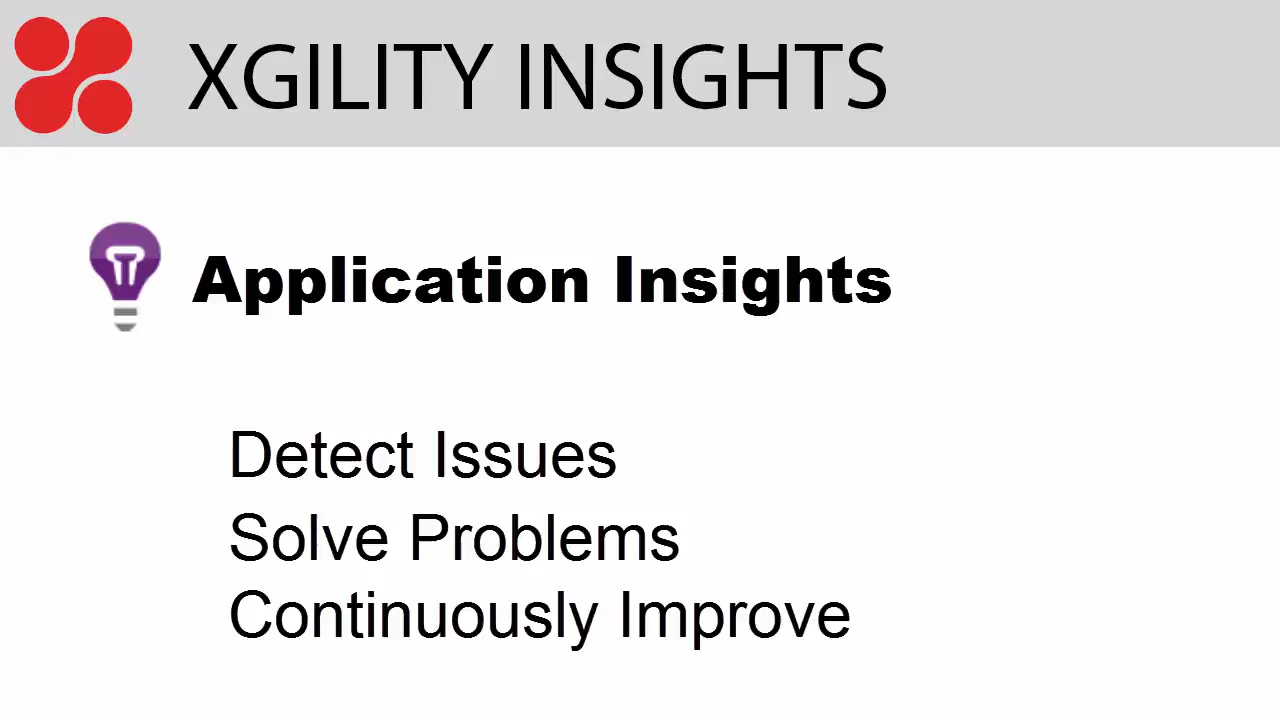 XGILITY INSIGHTS
Application Insights
Detect Issues
Solve Problems
Continuously Improve